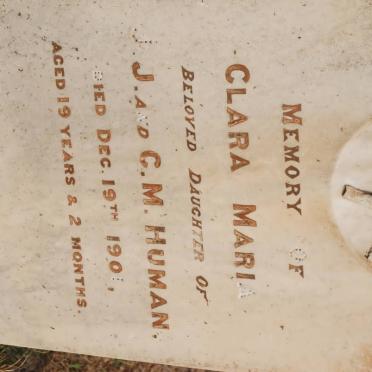 MEMORY OF
CLARA MARIA
BELOVED DAUGHTER OF
J. AND C. M. HUMAN,
DIED DEC. 19TH 1901,
AGED 19 YEARS & 2 MONTHS.